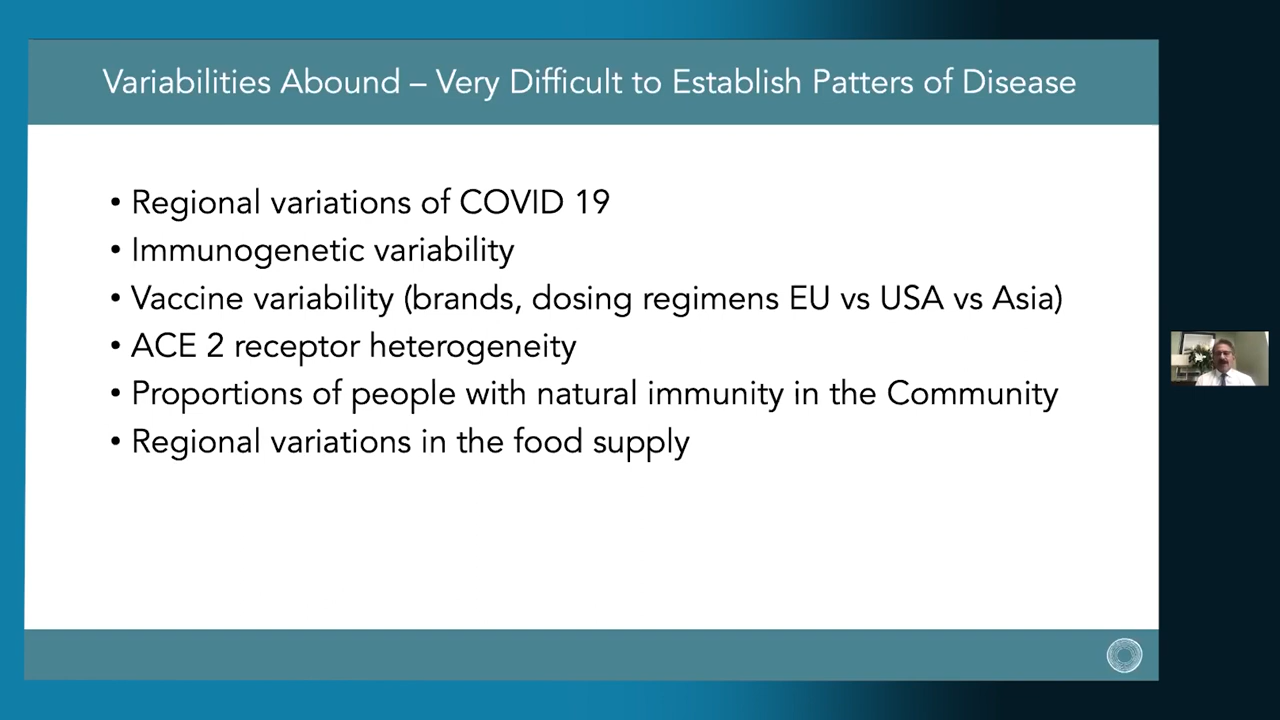 Variabilities Abound – Very Difficult to Establish Patters of Disease
• Regional variations of COVID 19
• Immunogenetic variability
• Vaccine variability (brands, dosing regimens EU vs USA vs Asia)
• ACE 2 receptor heterogeneity
• Proportions of people with natural immunity in the Community
• Regional variations in the food supply